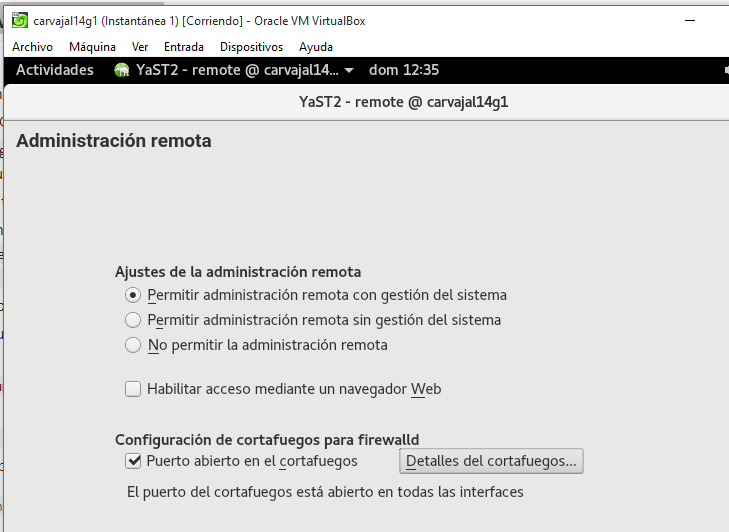 carvajal14g1 (Instantánea 1) [Corriendo] - Oracle VM VirtualBox
Archivo Máquina Ver Entrada Dispositivos Ayuda
Actividades YaST2 - remote @ carvajal14... dom 12:35
YaST2 - remote @ carvajal14g1
Administración remota
Ajustes de la administración remota
Permitir administración remota con gestión del sistema
Permitir administración remota sin gestión del sistema
No permitir la administración remota
Habilitar acceso mediante un navegador Web
Configuración de cortafuegos para firewalld
Puerto abierto en el cortafuegos Detalles del cortafuegos...
El puerto del cortafuegos está abierto en todas las interfaces